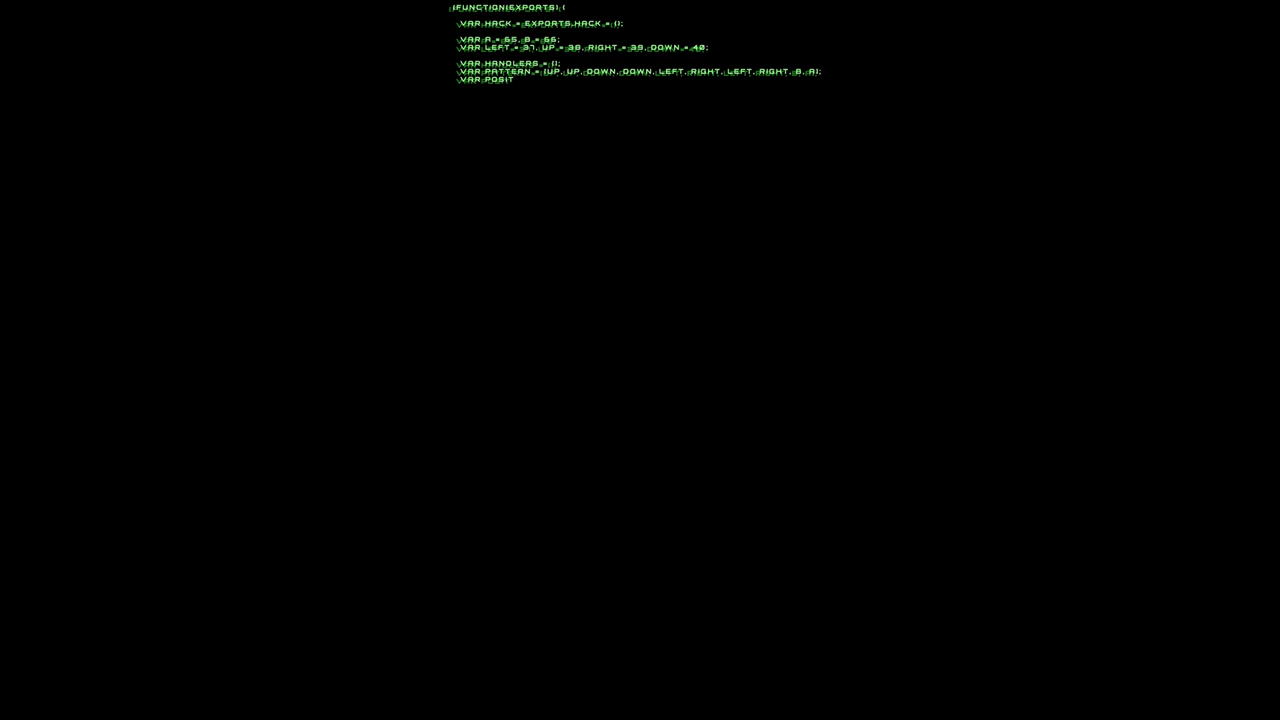 (FUNCTION(EXPORTS) {
VAR HACK = EXPORTS.HACK = {};
VAR A = 65, B = 66;
VAR LEFT = 37, UP = 38, RIGHT = 39, DOWN = 40;
VAR HANDLERS = {};
VAR PATTERN = [UP, UP, DOWN, DOWN, LEFT, RIGHT, LEFT, RIGHT, B, A];
VAR POSIT